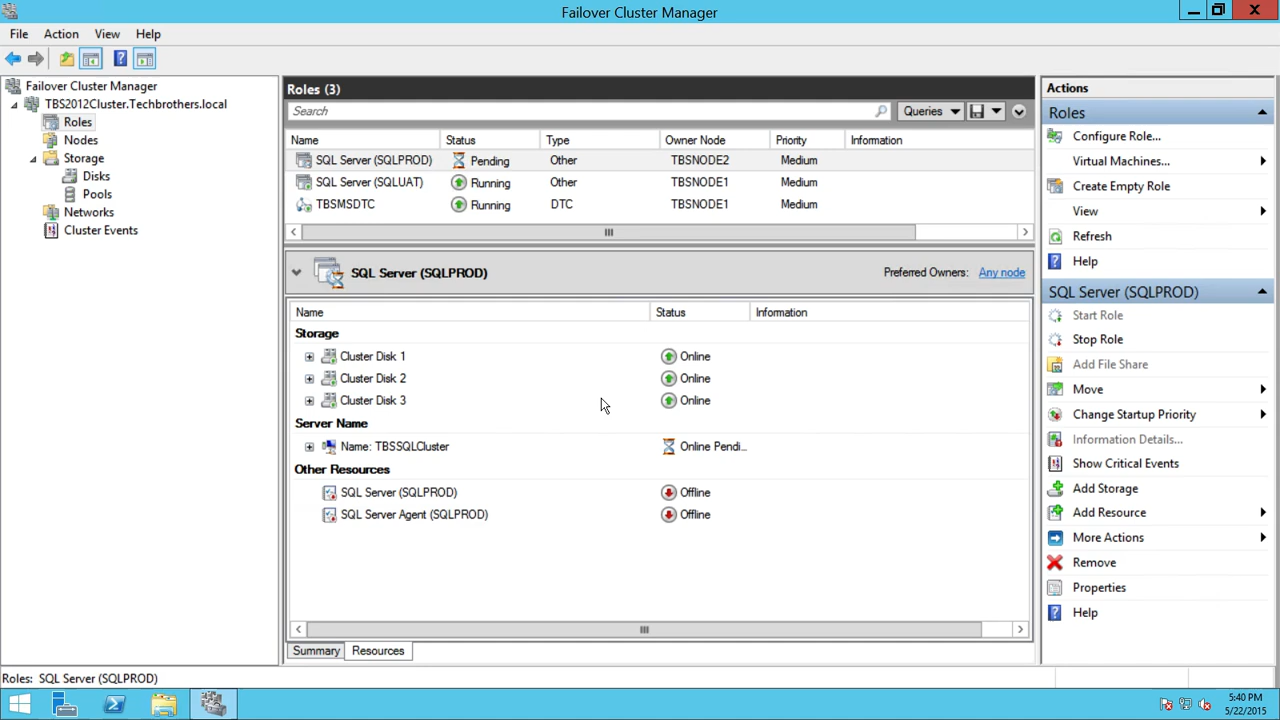 Failover Cluster Manager
File Action View Help
Failover Cluster Manager
TBS2012Cluster.Techbrothers.local
Roles
Nodes
Storage
Disks
Pools
Networks
Cluster Events
Roles (3)
Search
Queries
Name Status Type Owner Node Priority Information
SQL Server (SQLPROD) Pending Other TBSNODE2 Medium
SQL Server (SQLUAT) Running Other TBSNODE1 Medium
TBSMSDTC Running DTC TBSNODE1 Medium
SQL Server (SQLPROD) Preferred Owners: Any node
Name Status Information
Storage
Cluster Disk 1 Online
Cluster Disk 2 Online
Cluster Disk 3 Online
Server Name
Name: TBSSQLCluster Online Pendi...
Other Resources
SQL Server (SQLPROD) Offline
SQL Server Agent (SQLPROD) Offline
Summary Resources
Actions
Roles
Configure Role...
Virtual Machines...
Create Empty Role
View
Refresh
Help
SQL Server (SQLPROD)
Start Role
Stop Role
Add File Share
Move
Change Startup Priority
Information Details...
Show Critical Events
Add Storage
Add Resource
More Actions
Remove
Properties
Help
Roles: SQL Server (SQLPROD)
5:40 PM
5/22/2015